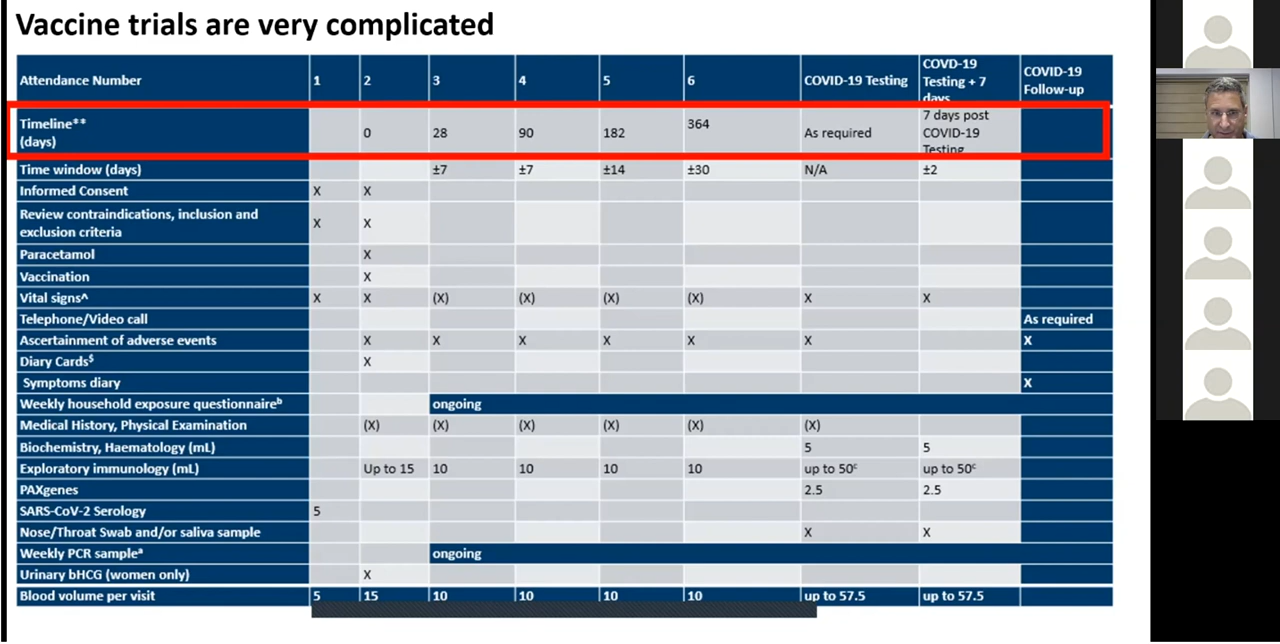 Vaccine trials are very complicated
Attendance Number 1 2 3 4 5 6 COVID-19 Testing COVD-19 Testing + 7 days COVID-19 Follow-up
Timeline** (days) 0 28 90 182 364 As required 7 days post COVID-19 Testing
Time window (days) ±7 ±7 ±14 ±30 N/A ±2
Informed Consent X X
Review contraindications, inclusion and exclusion criteria X X
Paracetamol X
Vaccination X
Vital signs^ X X (X) (X) (X) (X) X X
Telephone/Video call As required
Ascertainment of adverse events X X X X X X X
Diary Cards$ X
Symptoms diary X
Weekly household exposure questionnaireᵇ ongoing
Medical History, Physical Examination (X) (X) (X) (X) (X) (X)
Biochemistry, Haematology (mL) 5 5
Exploratory immunology (mL) Up to 15 10 10 10 10 up to 50ᶜ up to 50ᶜ
PAXgenes 2.5 2.5
SARS-CoV-2 Serology 5
Nose/Throat Swab and/or saliva sample X X
Weekly PCR sampleᵃ ongoing
Urinary bHCG (women only) X
Blood volume per visit 5 15 10 10 10 10 up to 57.5 up to 57.5